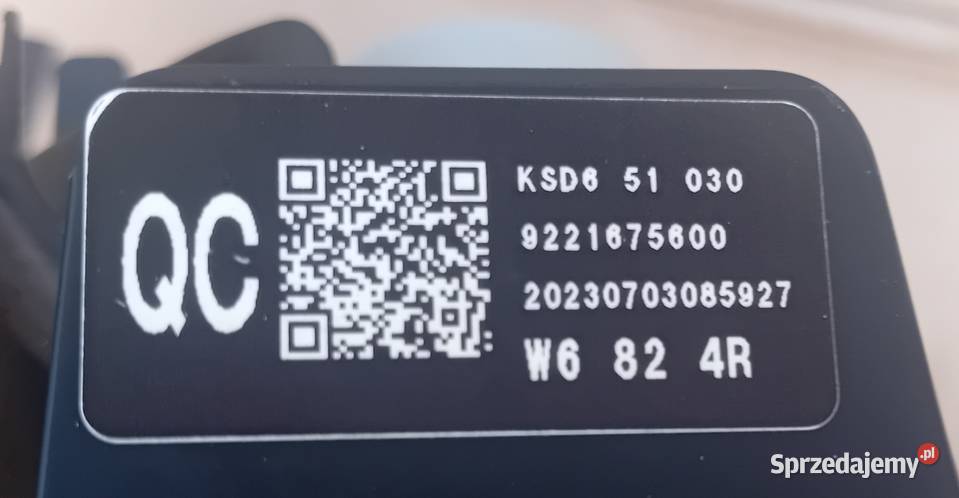 QC
KSD6 51 030
9221675600
20230703085927
W6 82 4R
Sprzedajemy.pl